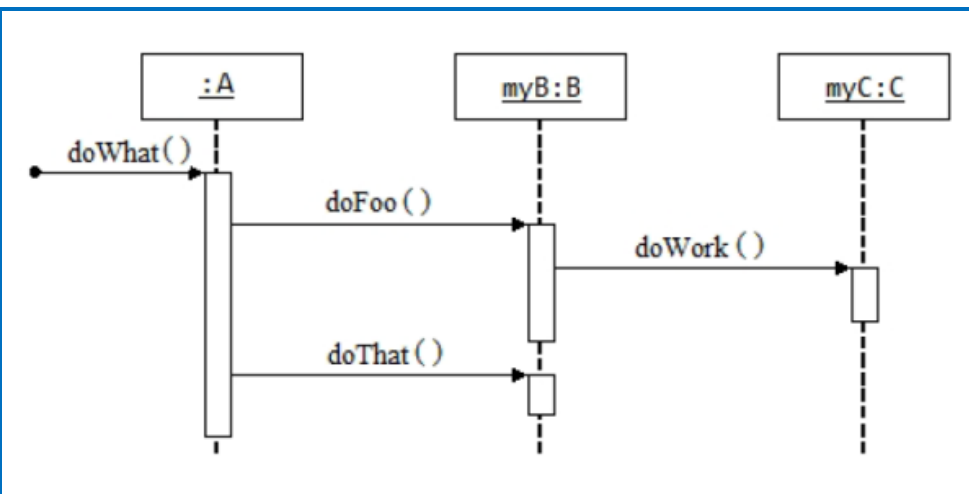 :A
myB:B
myC:C
doWhat()
doFoo()
doWork()
doThat()